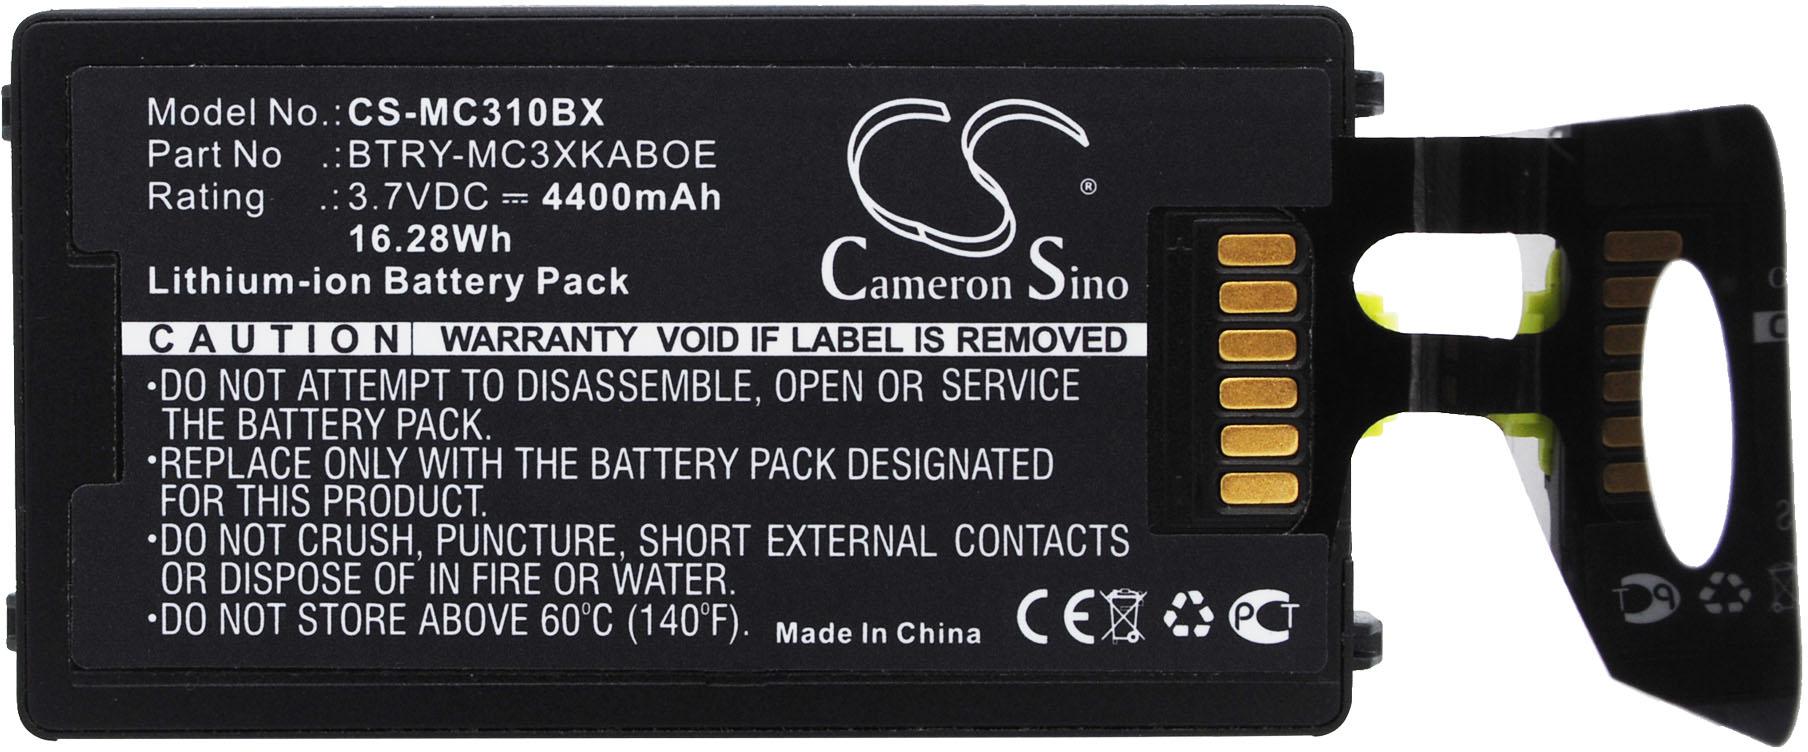 Model No.: CS-MC310BX
Part No .: BTRY-MC3XKABOE
Rating .: 3.7VDC ⎓ 4400mAh
16.28Wh
Lithium-ion Battery Pack
CS
®
Cameron Sino
CAUTION WARRANTY VOID IF LABEL IS REMOVED
•DO NOT ATTEMPT TO DISASSEMBLE, OPEN OR SERVICE
THE BATTERY PACK.
•REPLACE ONLY WITH THE BATTERY PACK DESIGNATED
FOR THIS PRODUCT.
•DO NOT CRUSH, PUNCTURE, SHORT EXTERNAL CONTACTS
OR DISPOSE OF IN FIRE OR WATER.
•DO NOT STORE ABOVE 60°C (140°F).
Made In China CE PCT